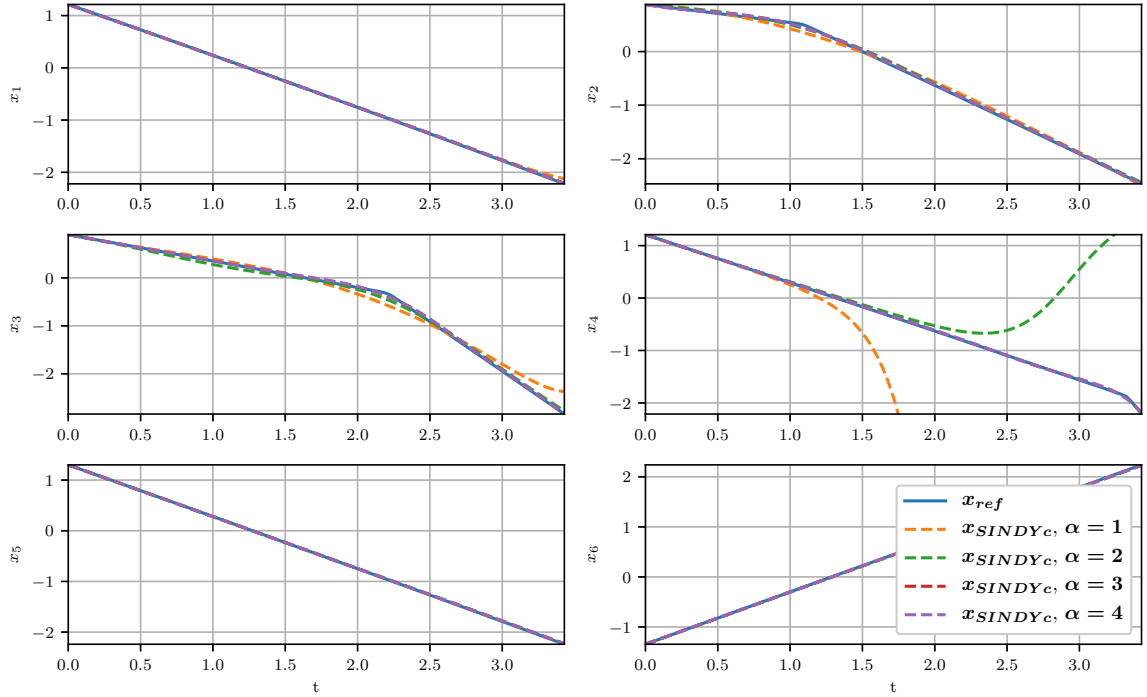 1
0
−1
−2
x₁
0.0 0.5 1.0 1.5 2.0 2.5 3.0
0
−1
−2
x₂
0.0 0.5 1.0 1.5 2.0 2.5 3.0
0
−1
−2
x₃
0.0 0.5 1.0 1.5 2.0 2.5 3.0
1
0
−1
−2
x₄
0.0 0.5 1.0 1.5 2.0 2.5 3.0
1
0
−1
−2
x₅
0.0 0.5 1.0 1.5 2.0 2.5 3.0
t
2
1
0
−1
x₆
x_ref
x_SINDYc, α = 1
x_SINDYc, α = 2
x_SINDYc, α = 3
x_SINDYc, α = 4
0.0 0.5 1.0 1.5 2.0 2.5 3.0
t